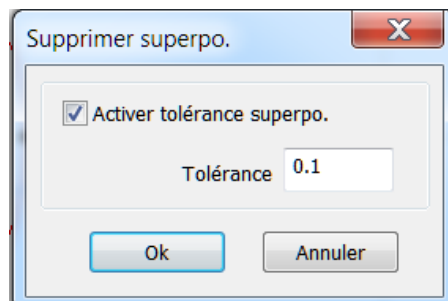 Supprimer superpo.
Activer tolérance superpo.
Tolérance 0.1
Ok Annuler